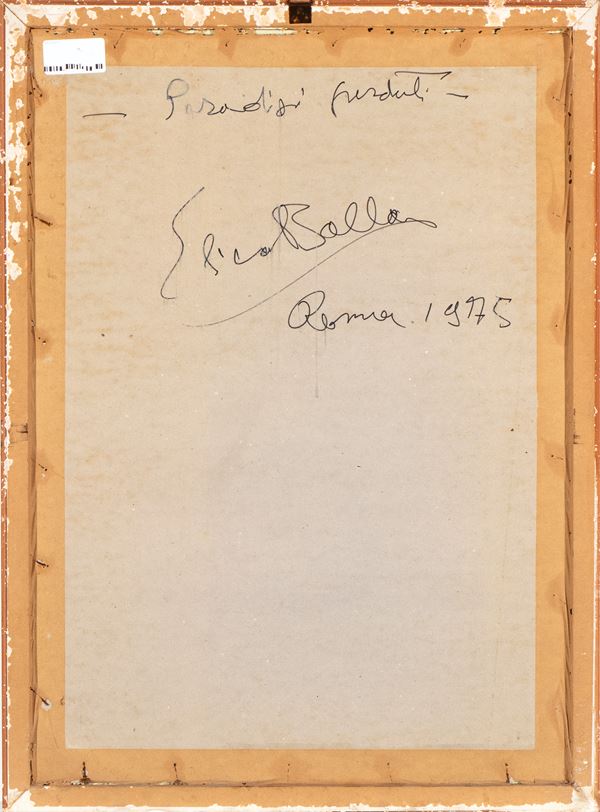 — Paradisi perduti —
Elica Balla
Roma 1975